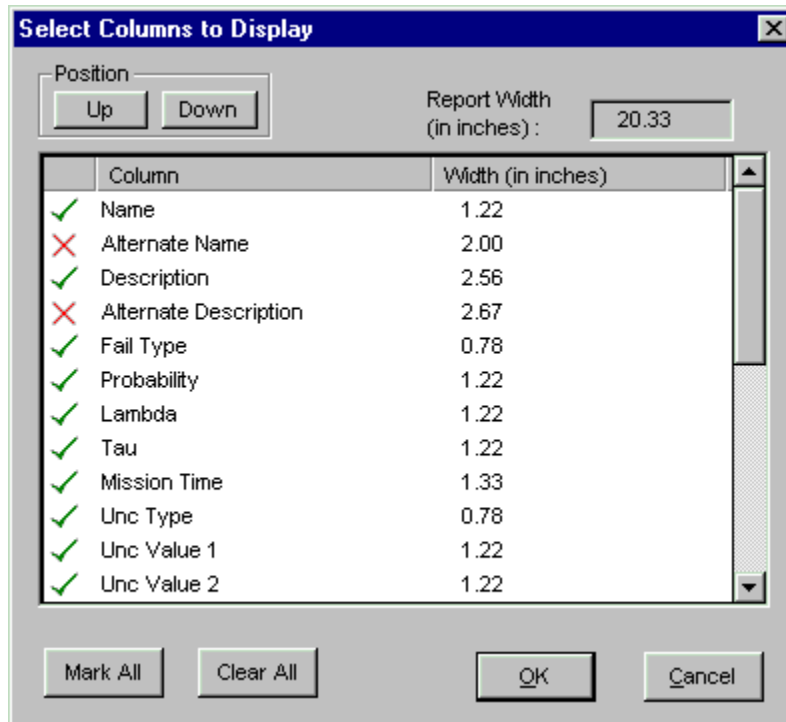 Select Columns to Display
Position
Up Down
Report Width
(in inches) : 20.33
Column Width (in inches)
Name 1.22
Alternate Name 2.00
Description 2.56
Alternate Description 2.67
Fail Type 0.78
Probability 1.22
Lambda 1.22
Tau 1.22
Mission Time 1.33
Unc Type 0.78
Unc Value 1 1.22
Unc Value 2 1.22
Mark All Clear All OK Cancel